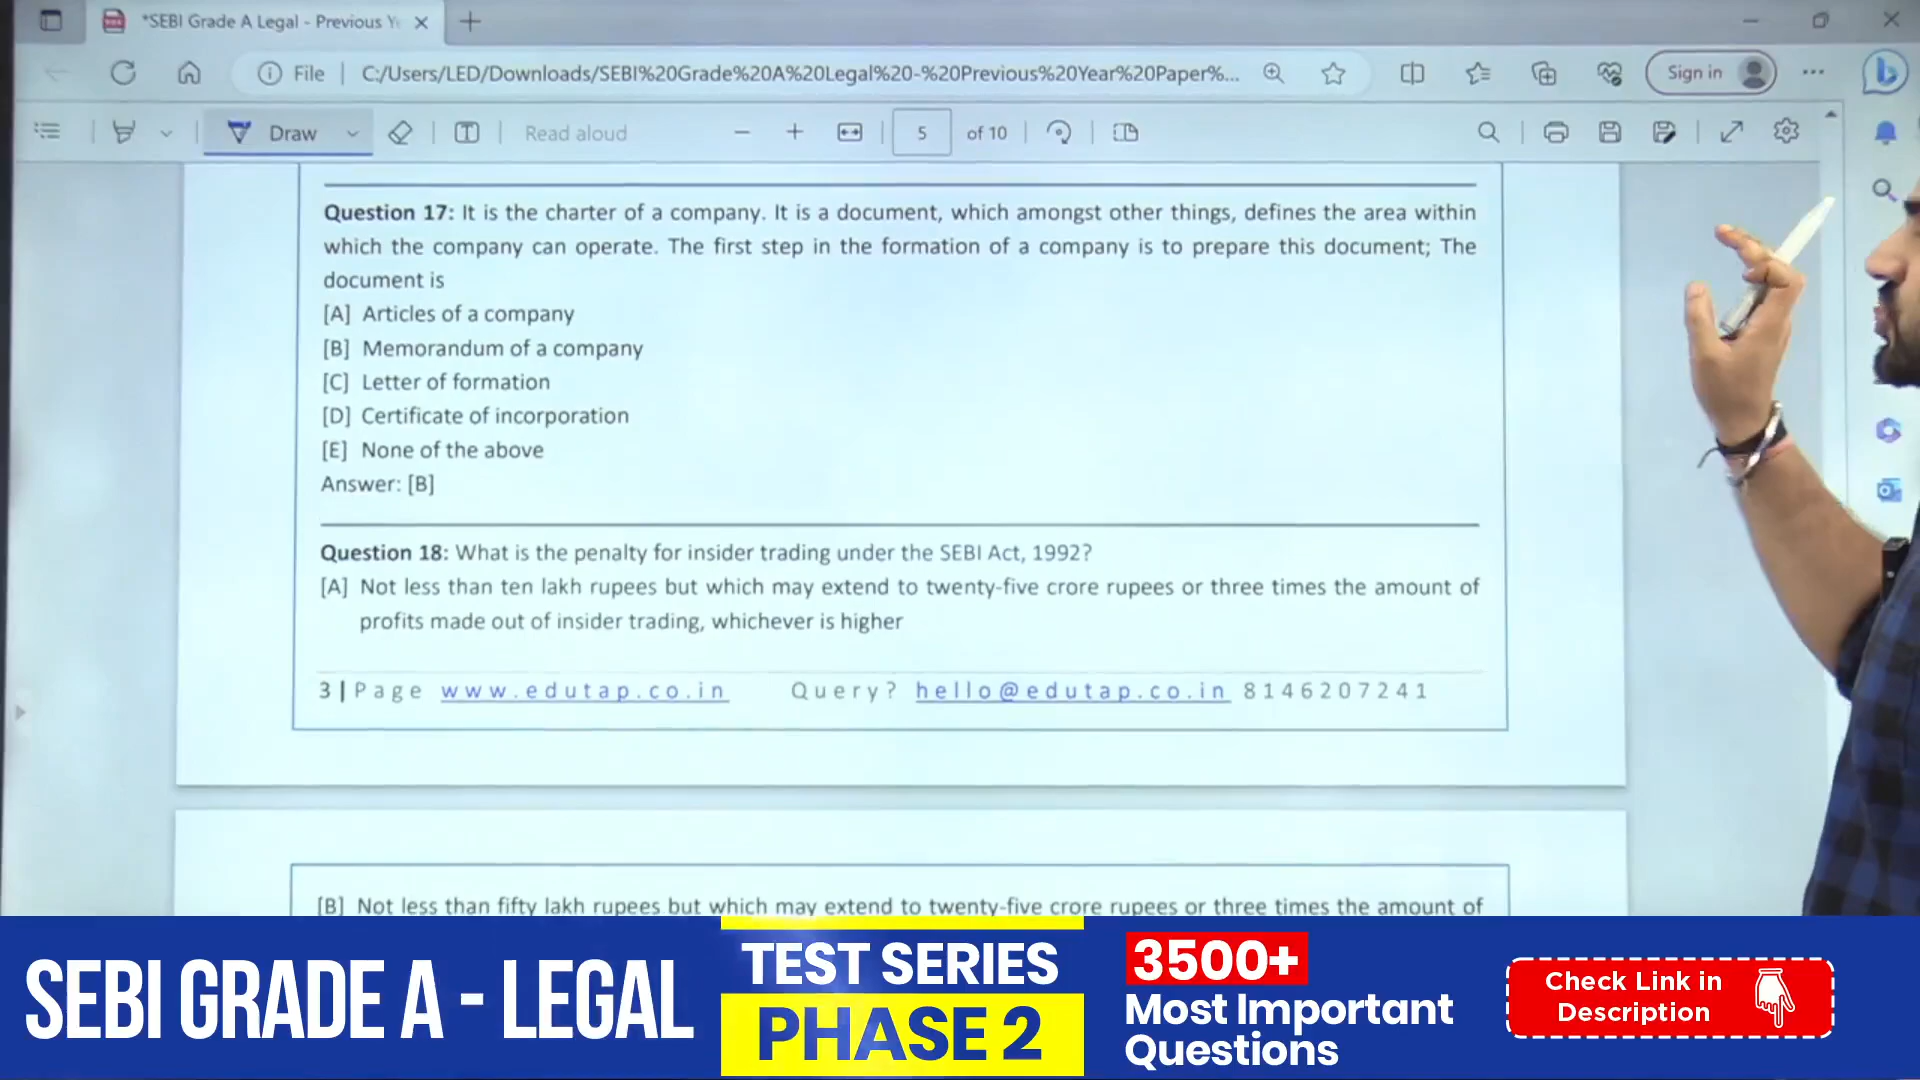 *SEBI Grade A Legal - Previous Y
File
C:/Users/LED/Downloads/SEBI%20Grade%20A%20Legal%20-%20Previous%20Year%20Paper%...
Sign in
Draw
Read aloud
5
of 10
Question 17: It is the charter of a company. It is a document, which amongst other things, defines the area within
which the company can operate. The first step in the formation of a company is to prepare this document; The
document is
[A] Articles of a company
[B] Memorandum of a company
[C] Letter of formation
[D] Certificate of incorporation
[E] None of the above
Answer: [B]
Question 18: What is the penalty for insider trading under the SEBI Act, 1992?
[A] Not less than ten lakh rupees but which may extend to twenty-five crore rupees or three times the amount of
profits made out of insider trading, whichever is higher
3 | Page www.edutap.co.in Query? hello@edutap.co.in 8146207241
[B] Not less than fifty lakh rupees but which may extend to twenty-five crore rupees or three times the amount of
SEBI GRADE A - LEGAL
TEST SERIES
PHASE 2
3500+
Most Important
Questions
Check Link in
Description